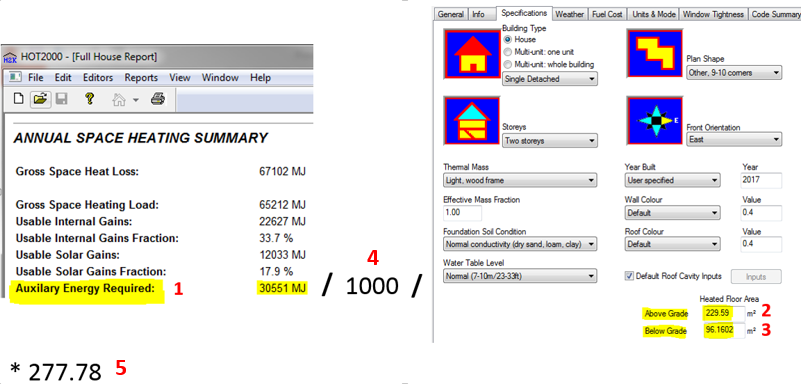 HOT2000 - [Full House Report]
File Edit Editors Reports View Window Help
ANNUAL SPACE HEATING SUMMARY
Gross Space Heat Loss: 67102 MJ
Gross Space Heating Load: 65212 MJ
Usable Internal Gains: 22627 MJ
Usable Internal Gains Fraction: 33.7 %
Usable Solar Gains: 12033 MJ
Usable Solar Gains Fraction: 17.9 %
Auxilary Energy Required: 1 30551 MJ
/ 4 1000 /
* 277.78 5
General Info Specifications Weather Fuel Cost Units & Mode Window Tightness Code Summary
Building Type
House
Multi-unit: one unit
Multi-unit: whole building
Single Detached
Plan Shape
Other, 9-10 corners
Storeys
Two storeys
E
Front Orientation
East
Thermal Mass
Light, wood frame
Year Built Year
User specified 2017
Effective Mass Fraction
1.00
Wall Colour Value
Default 0.4
Foundation Soil Condition
Normal conductivity (dry sand, loam, clay)
Roof Colour Value
Default 0.4
Water Table Level
Normal (7-10m/23-33ft)
Default Roof Cavity Inputs Inputs
Heated Floor Area
Above Grade 229.59 m² 2
Below Grade 96.1602 m² 3